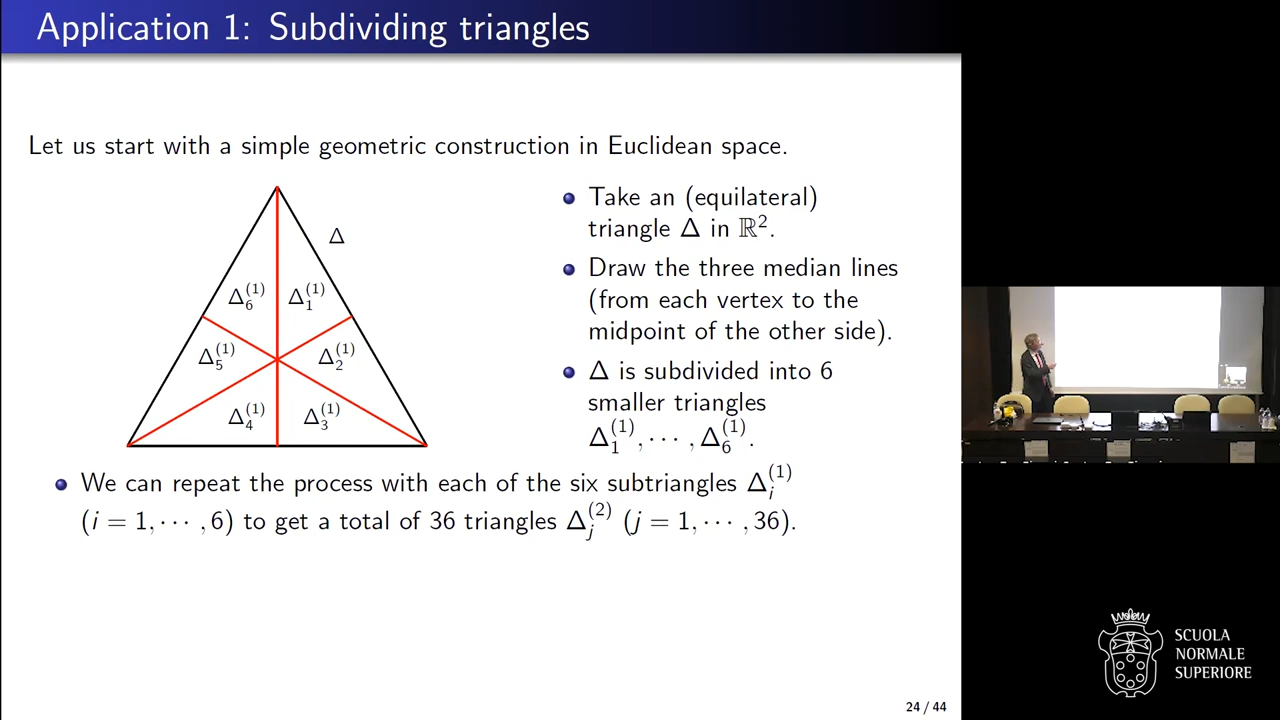 Application 1: Subdividing triangles
Let us start with a simple geometric construction in Euclidean space.
Δ
Δ₆⁽¹⁾ Δ₁⁽¹⁾
Δ₅⁽¹⁾ Δ₂⁽¹⁾
Δ₄⁽¹⁾ Δ₃⁽¹⁾
Take an (equilateral)
triangle Δ in ℝ².
Draw the three median lines
(from each vertex to the
midpoint of the other side).
Δ is subdivided into 6
smaller triangles
Δ₁⁽¹⁾, ⋯ , Δ₆⁽¹⁾.
We can repeat the process with each of the six subtriangles Δᵢ⁽¹⁾
(i = 1, ⋯ , 6) to get a total of 36 triangles Δⱼ⁽²⁾ (j = 1, ⋯ , 36).
24 / 44
SCUOLA
NORMALE
SUPERIORE